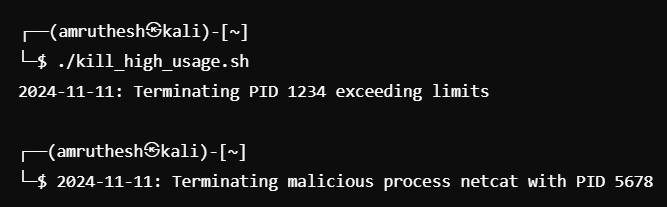 ┌──(amruthesh㉿kali)-[~]
└─$ ./kill_high_usage.sh
2024-11-11: Terminating PID 1234 exceeding limits
┌──(amruthesh㉿kali)-[~]
└─$ 2024-11-11: Terminating malicious process netcat with PID 5678